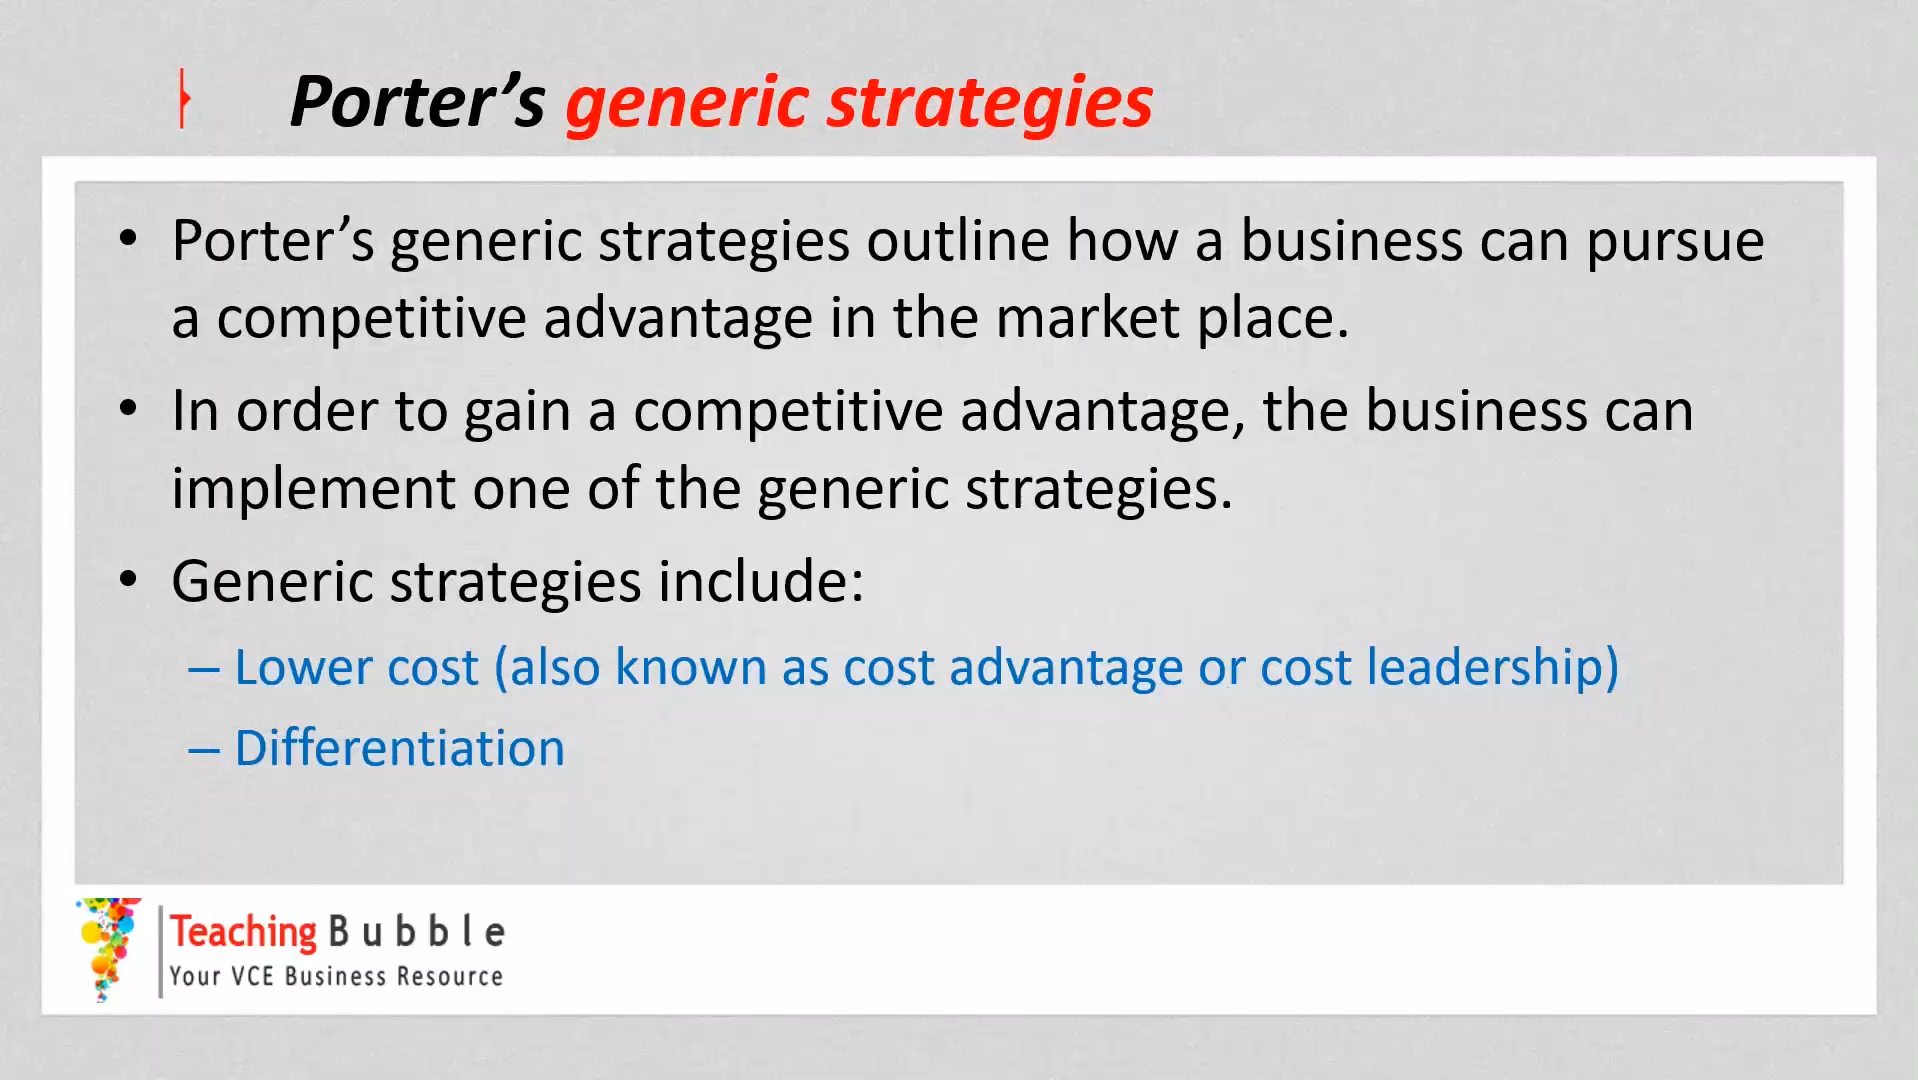 Porter’s generic strategies
• Porter’s generic strategies outline how a business can pursue
a competitive advantage in the market place.
• In order to gain a competitive advantage, the business can
implement one of the generic strategies.
• Generic strategies include:
– Lower cost (also known as cost advantage or cost leadership)
– Differentiation
Teaching Bubble
Your VCE Business Resource